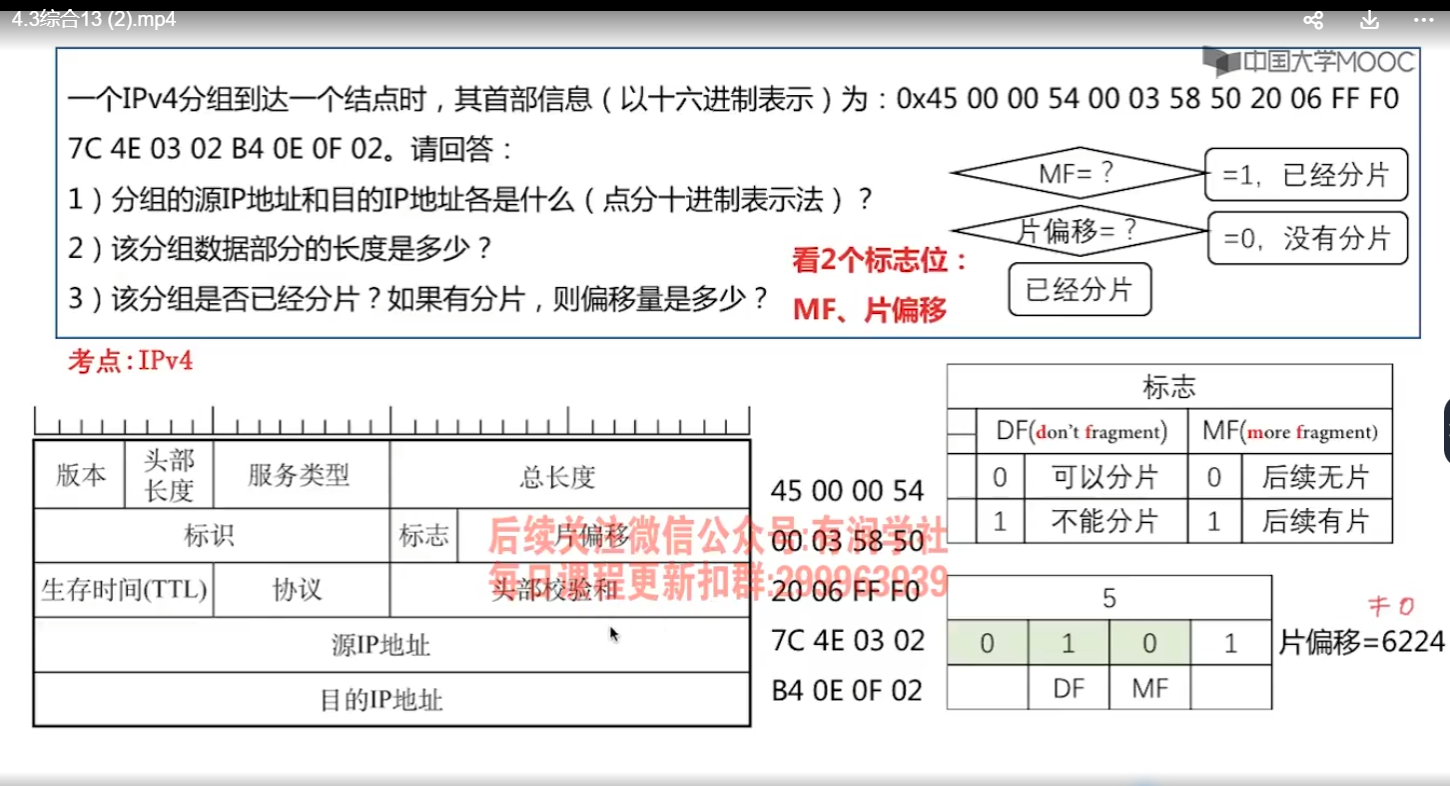 4.3综合13 (2).mp4
中国大学MOOC
一个IPv4分组到达一个结点时，其首部信息（以十六进制表示）为：0x45 00 00 54 00 03 58 50 20 06 FF F0
7C 4E 03 02 B4 0E 0F 02。请回答：
1）分组的源IP地址和目的IP地址各是什么（点分十进制表示法）？
2）该分组数据部分的长度是多少？
3）该分组是否已经分片？如果有分片，则偏移量是多少？
看2个标志位：
MF、片偏移
MF=？
=1，已经分片
片偏移=？
=0，没有分片
已经分片
考点:IPv4
版本
头部
长度
服务类型
总长度
标识
标志
片偏移
生存时间(TTL)
协议
头部校验和
源IP地址
目的IP地址
45 00 00 54
00 03 58 50
20 06 FF F0
7C 4E 03 02
B4 0E 0F 02
后续关注微信公众号:有润学社
每日课程更新扣群:299963939
标志
DF(don't fragment) MF(more fragment)
0 可以分片 0 后续无片
1 不能分片 1 后续有片
5
0 1 0 1
DF MF
≠0
片偏移=6224